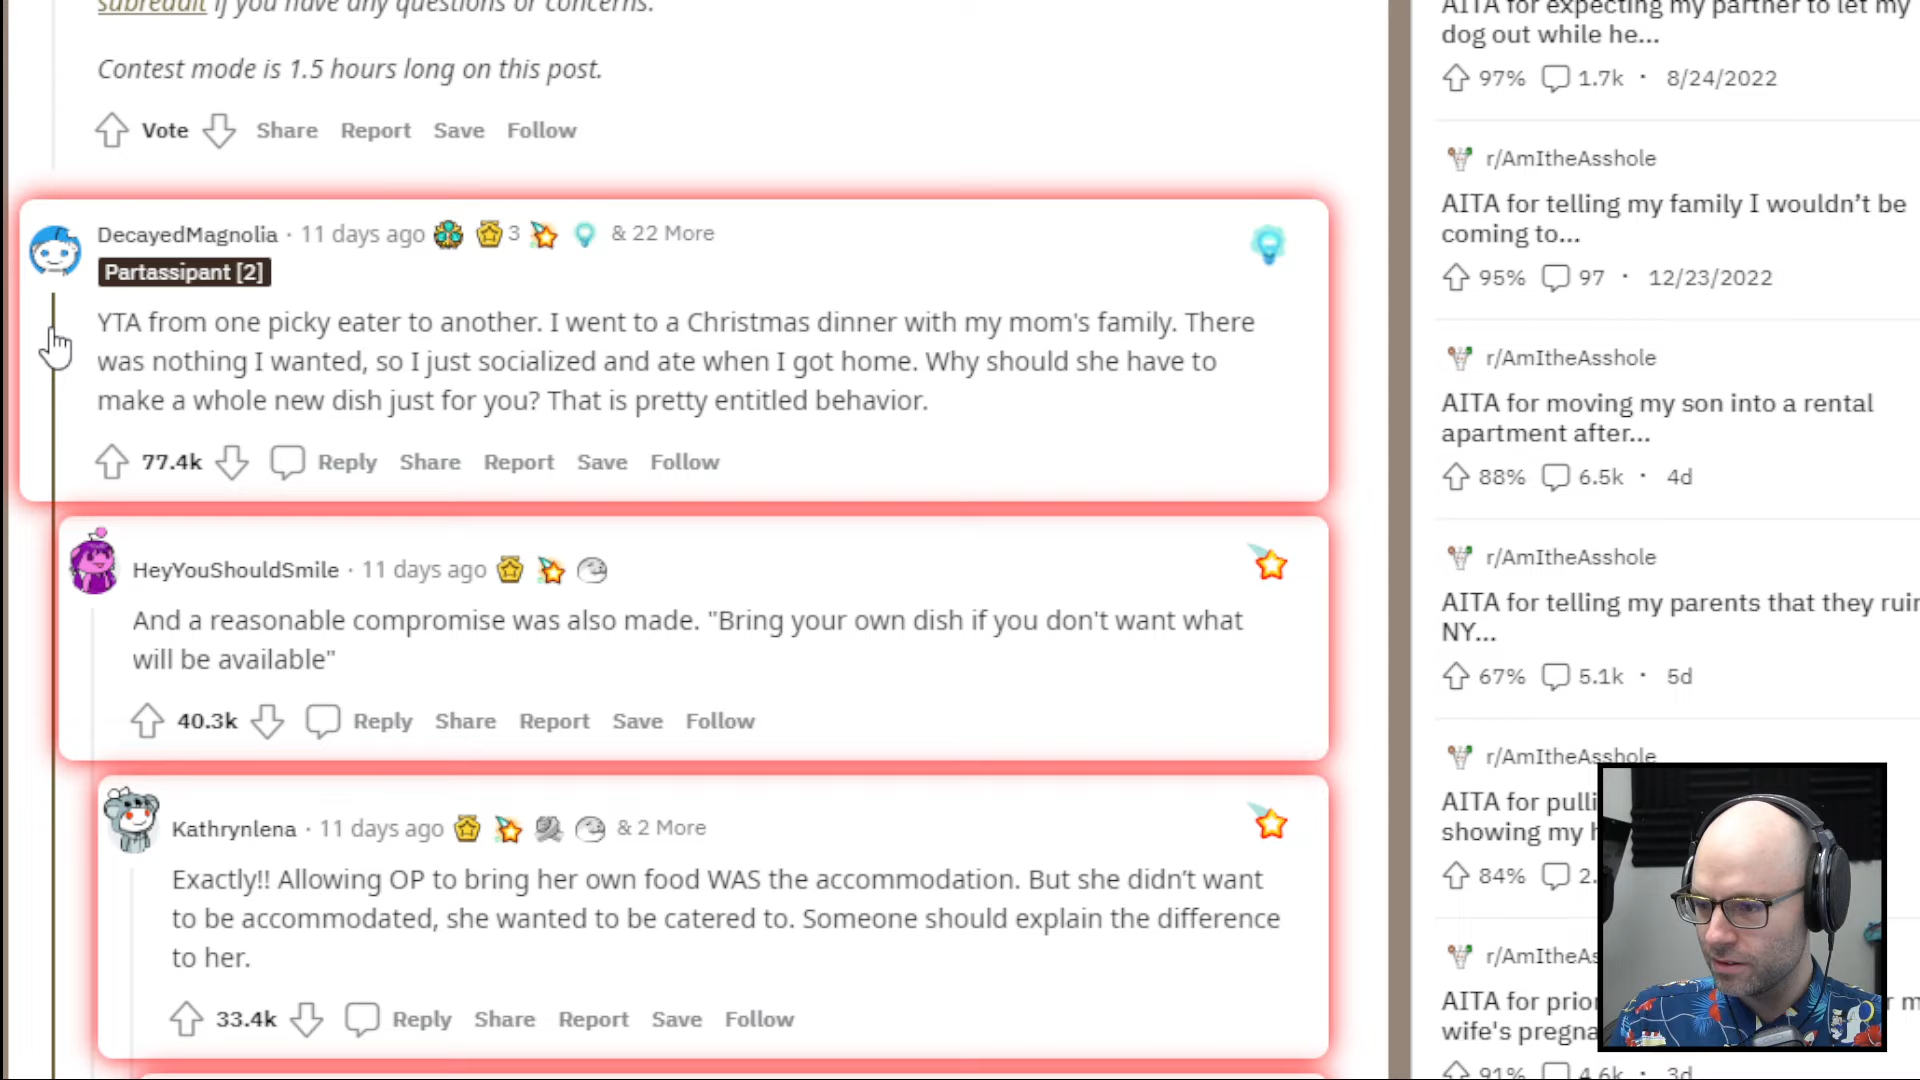 subreddit if you have any questions or concerns.
Contest mode is 1.5 hours long on this post.
Vote Share Report Save Follow
DecayedMagnolia · 11 days ago 3 & 22 More
Partassipant [2]
YTA from one picky eater to another. I went to a Christmas dinner with my mom's family. There
was nothing I wanted, so I just socialized and ate when I got home. Why should she have to
make a whole new dish just for you? That is pretty entitled behavior.
77.4k Reply Share Report Save Follow
HeyYouShouldSmile · 11 days ago
And a reasonable compromise was also made. "Bring your own dish if you don't want what
will be available"
40.3k Reply Share Report Save Follow
Kathrynlena · 11 days ago & 2 More
Exactly!! Allowing OP to bring her own food WAS the accommodation. But she didn't want
to be accommodated, she wanted to be catered to. Someone should explain the difference
to her.
33.4k Reply Share Report Save Follow
AITA for expecting my partner to let my
dog out while he...
97% 1.7k · 8/24/2022
r/AmItheAsshole
AITA for telling my family I wouldn't be
coming to...
95% 97 · 12/23/2022
r/AmItheAsshole
AITA for moving my son into a rental
apartment after...
88% 6.5k · 4d
r/AmItheAsshole
AITA for telling my parents that they ruin
NY...
67% 5.1k · 5d
r/AmItheAsshole
AITA for pulli
showing my h
84% 2.
r/AmItheAs
AITA for prior r m
wife's pregna
91% 4.6k · 3d